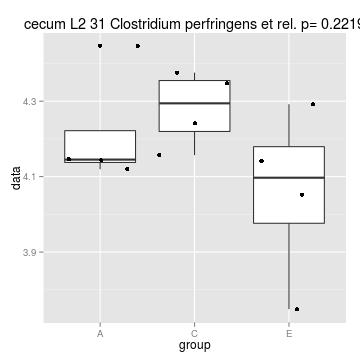 cecum L2 31 Clostridium perfringens et rel. p= 0.2219
4.3
4.1
3.9
data
A C E
group